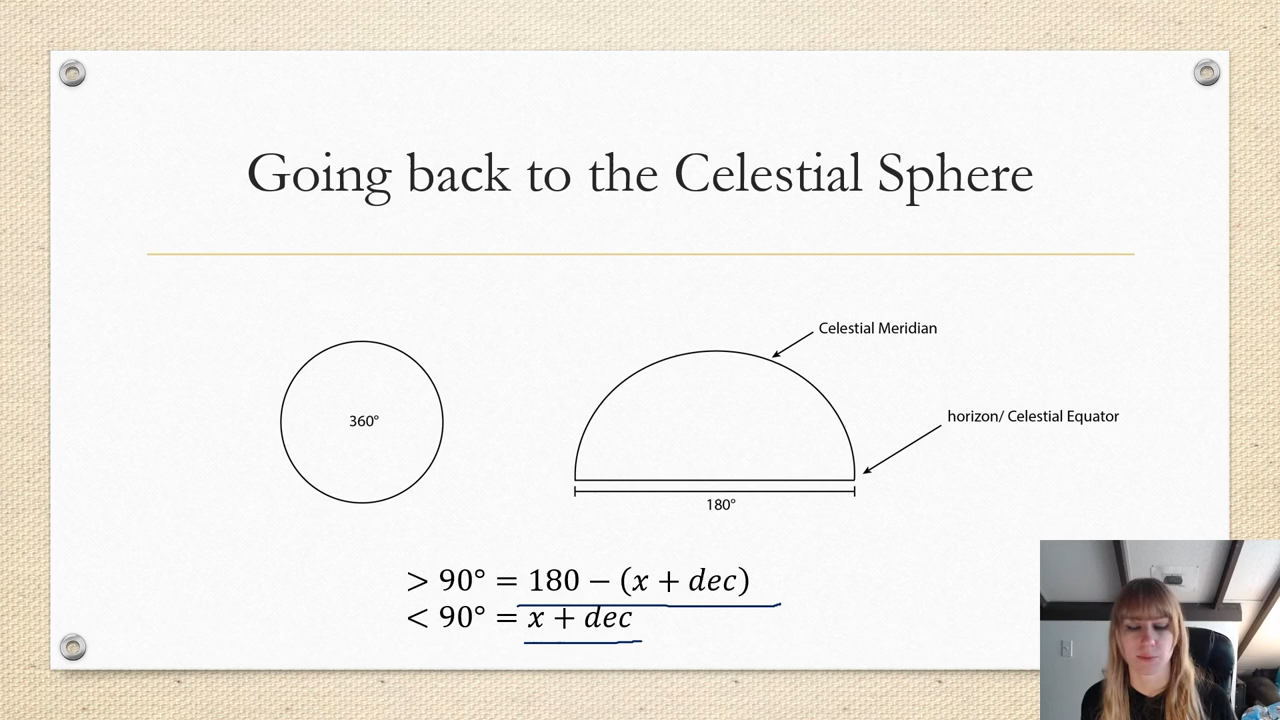 Going back to the Celestial Sphere
Celestial Meridian
360°
horizon/ Celestial Equator
180°
> 90° = 180 − (x + dec)
< 90° = x + dec